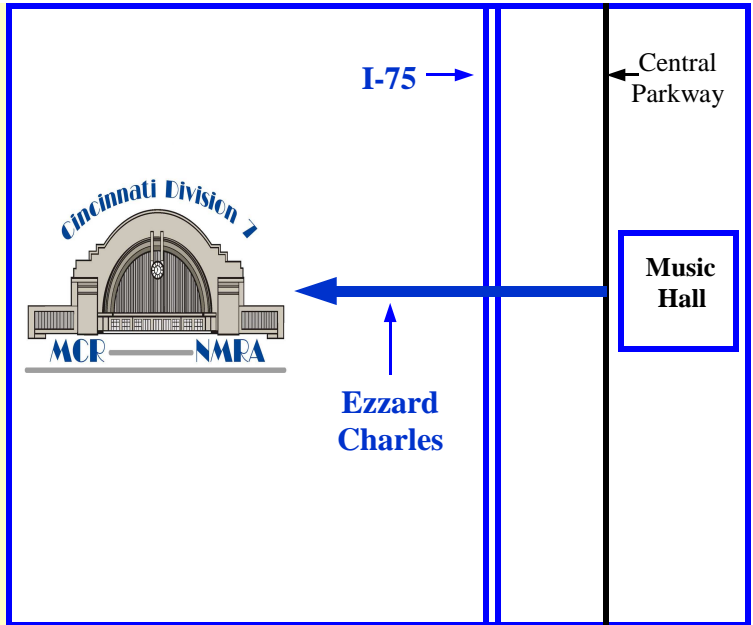 I-75
Central
Parkway
Cincinnati Division 7
Music
Hall
MCR
NMRA
Ezzard
Charles